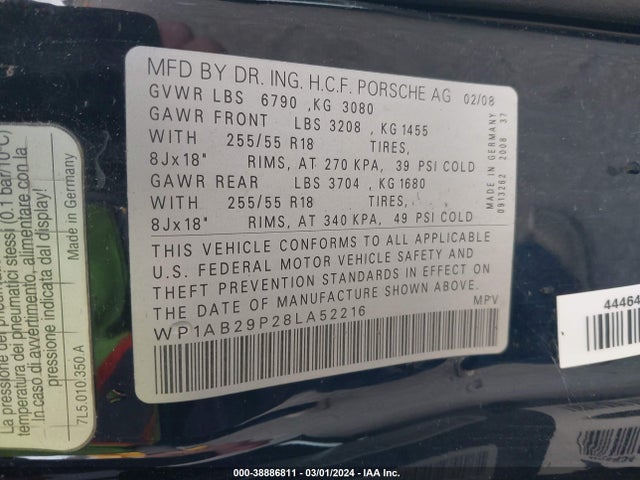 MFD BY DR. ING. H.C.F. PORSCHE AG 02/08
GVWR LBS 6790 ,KG 3080
GAWR FRONT LBS 3208 , KG 1455
WITH 255/55 R18 TIRES,
8Jx18" RIMS, AT 270 KPA, 39 PSI COLD
GAWR REAR LBS 3704 , KG 1680
WITH 255/55 R18 TIRES,
8Jx18" RIMS, AT 340 KPA, 49 PSI COLD
THIS VEHICLE CONFORMS TO ALL APPLICABLE
U.S. FEDERAL MOTOR VEHICLE SAFETY AND
THEFT PREVENTION STANDARDS IN EFFECT ON
THE DATE OF MANUFACTURE SHOWN ABOVE
WP1AB29P28LA52216 MPV
MADE IN GERMANY
0913262 2008 37
La pressione dei
temperatura dei pneumatici stessi (0.1 bar/10°C)
In caso di avvertimento, alimentare con la
pressione indicata dal display!
Made in Germany
7L5.010.350 A
44464
000-38886811 - 03/01/2024 - IAA Inc.